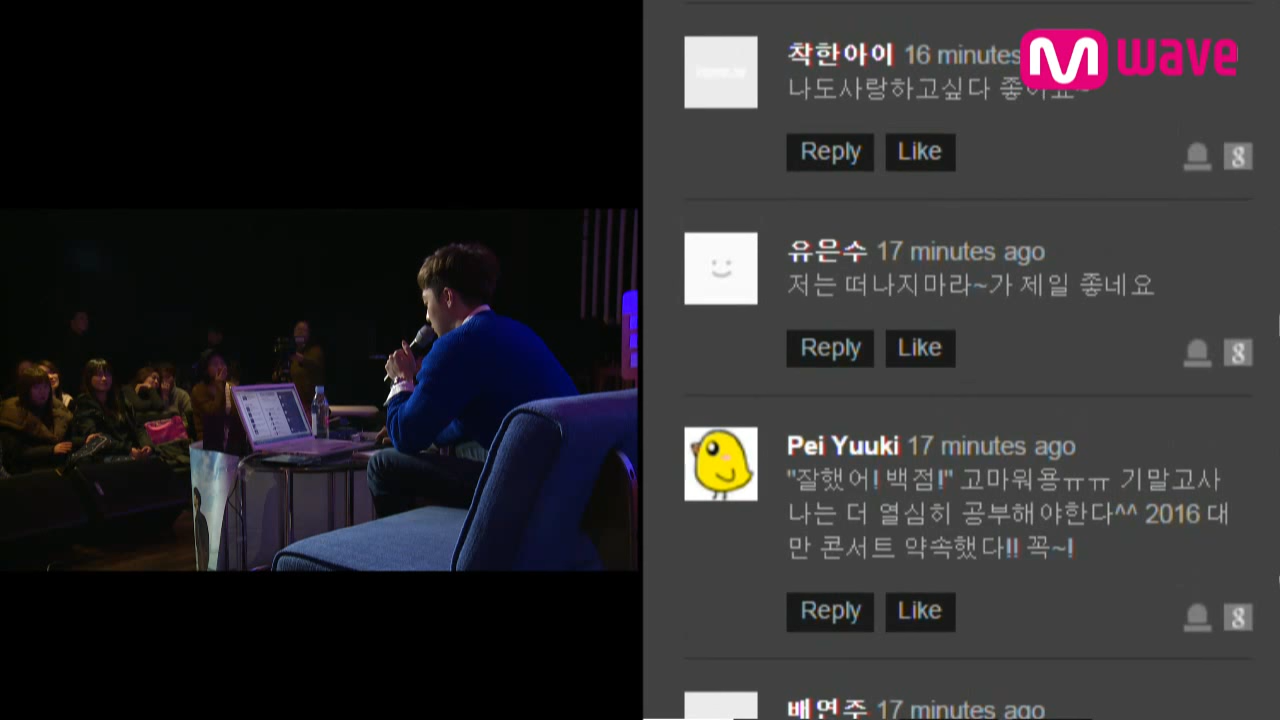 M wave
착한아이 16 minutes
나도사랑하고싶다 좋아요~
Reply Like
8
유은수 17 minutes ago
저는 떠나지마라~가 제일 좋네요
Reply Like
8
Pei Yuuki 17 minutes ago
"잘했어! 백점!" 고마워용ㅠㅠ 기말고사
나는 더 열심히 공부해야한다^^ 2016 대
만 콘서트 약속했다!! 꼭~!
Reply Like
8
배연주 17 minutes ago